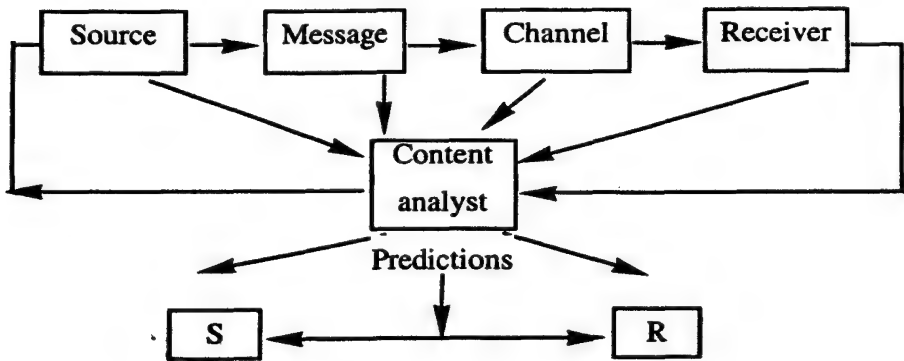 Source
Message
Channel
Receiver
Content
analyst
Predictions
S
R